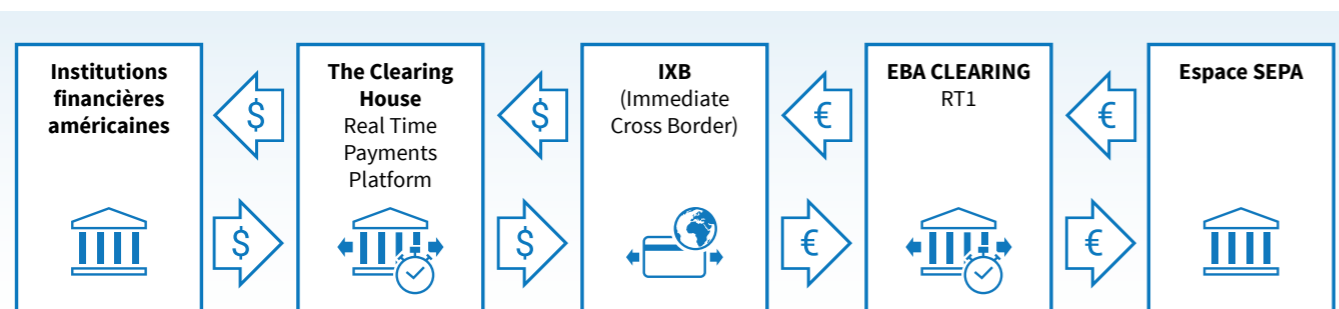 Institutions
financières
américaines
$
$
The Clearing
House
Real Time
Payments
Platform
$
$
IXB
(Immediate
Cross Border)
€
€
EBA CLEARING
RT1
€
€
Espace SEPA